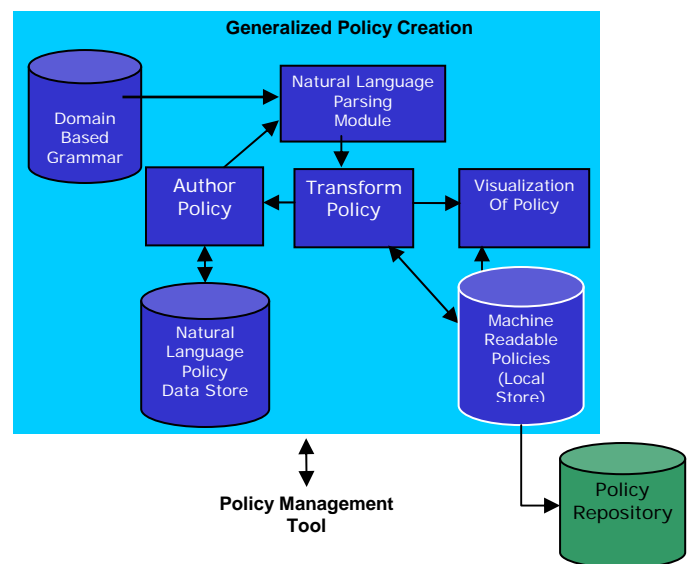 Generalized Policy Creation
Natural Language
Parsing
Module
Domain
Based
Grammar
Author
Policy
Transform
Policy
Visualization
Of Policy
Natural
Language
Policy
Data Store
Machine
Readable
Policies
(Local
Store)
Policy Management
Tool
Policy
Repository